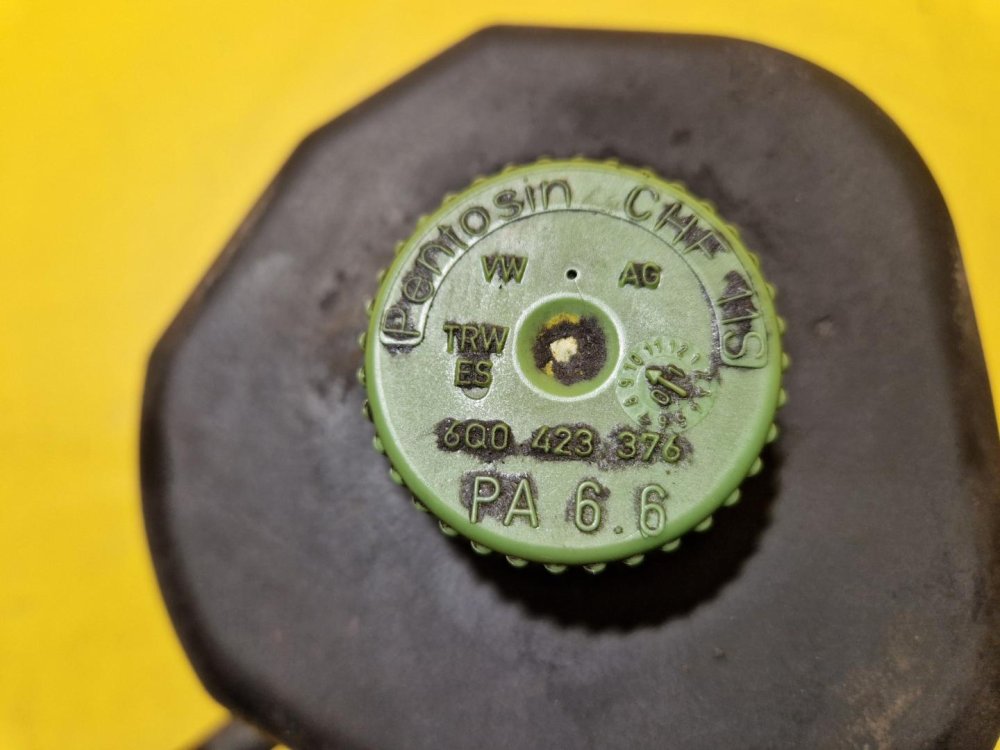 Pentosin CHF 11S
VW AG
TRW
ES
6Q0 423 376
PA 6.6